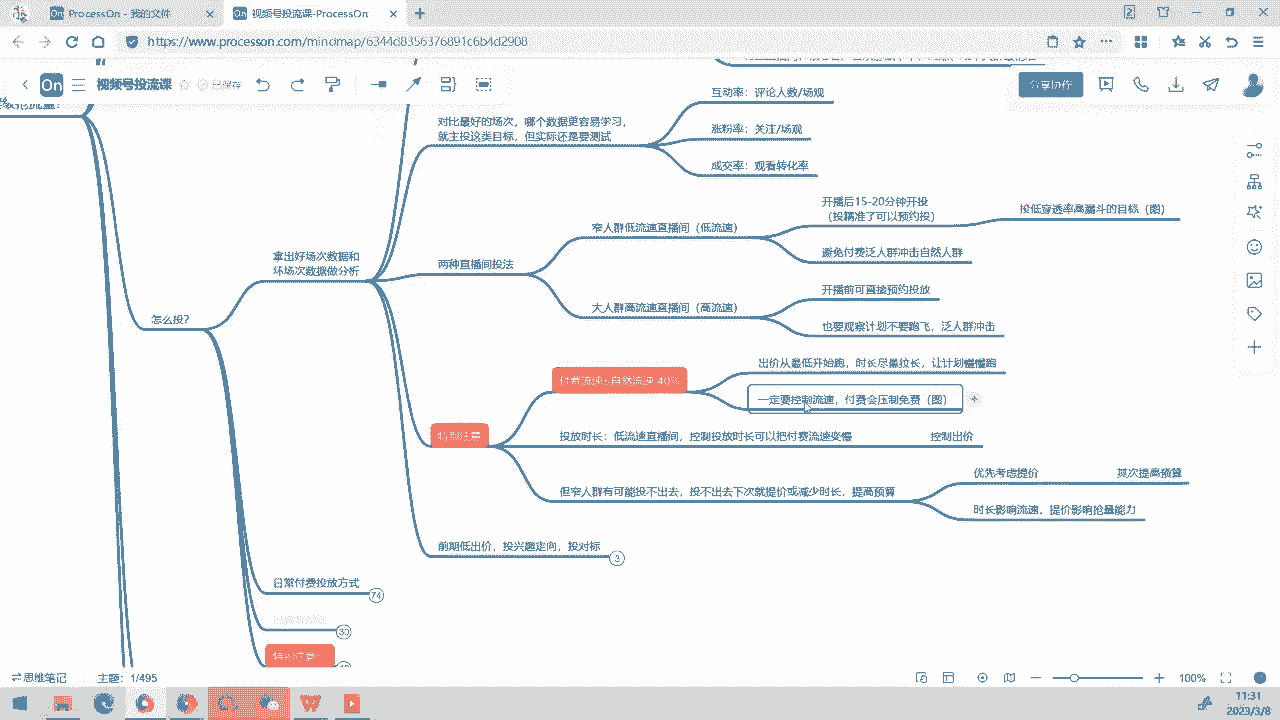 ProcessOn - 我的文件
视频号投流课-ProcessOn
https://www.processon.com/mindmap/6344d8356376891c6b4d2908
On
视频号投流课
已保存
分享协作
互动率：评论人数/场观
对比最好的场次，哪个数据更容易学习，
就主投这类目标，但实际还是要测试
涨粉率：关注/场观
成交率：观看转化率
开播后15-20分钟开投
（投精准了可以预约投）
投低穿透率高漏斗的目标（图）
窄人群低流速直播间（低流速）
避免付费泛人群冲击自然人群
拿出好场次数据和
坏场次数据做分析
两种直播间投法
开播前可直接预约投放
大人群高流速直播间（高流速）
怎么投？
也要观察计划不要跑飞，泛人群冲击
出价从最低开始跑，时长尽量拉长，让计划慢慢跑
一定要控制流速，付费会压制免费（图）
特别注意
投放时长：低流速直播间，控制投放时长可以把付费流速变慢
控制出价
优先考虑提价
其次提高预算
但窄人群有可能投不出去，投不出去下次就提价或减少时长，提高预算
时长影响流速，提价影响抢量能力
前期低出价，投兴趣定向，投对标
3
日常付费投放方式
74
30
特别注意
思维笔记
主题：1/495
100%
11:31
2023/3/8